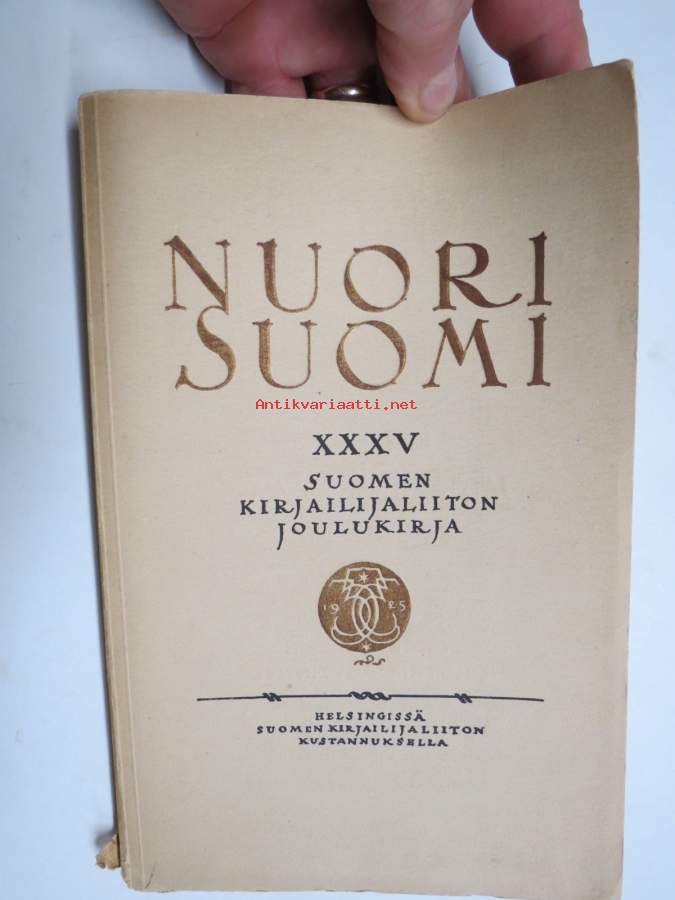 NUORI
SUOMI
Antikvariaatti.net
XXXV
SUOMEN
KIRJAILIJALIITON
JOULUKIRJA
19 25
HELSINGISSÄ
SUOMEN KIRJAILIJALIITON
KUSTANNUKSELLA